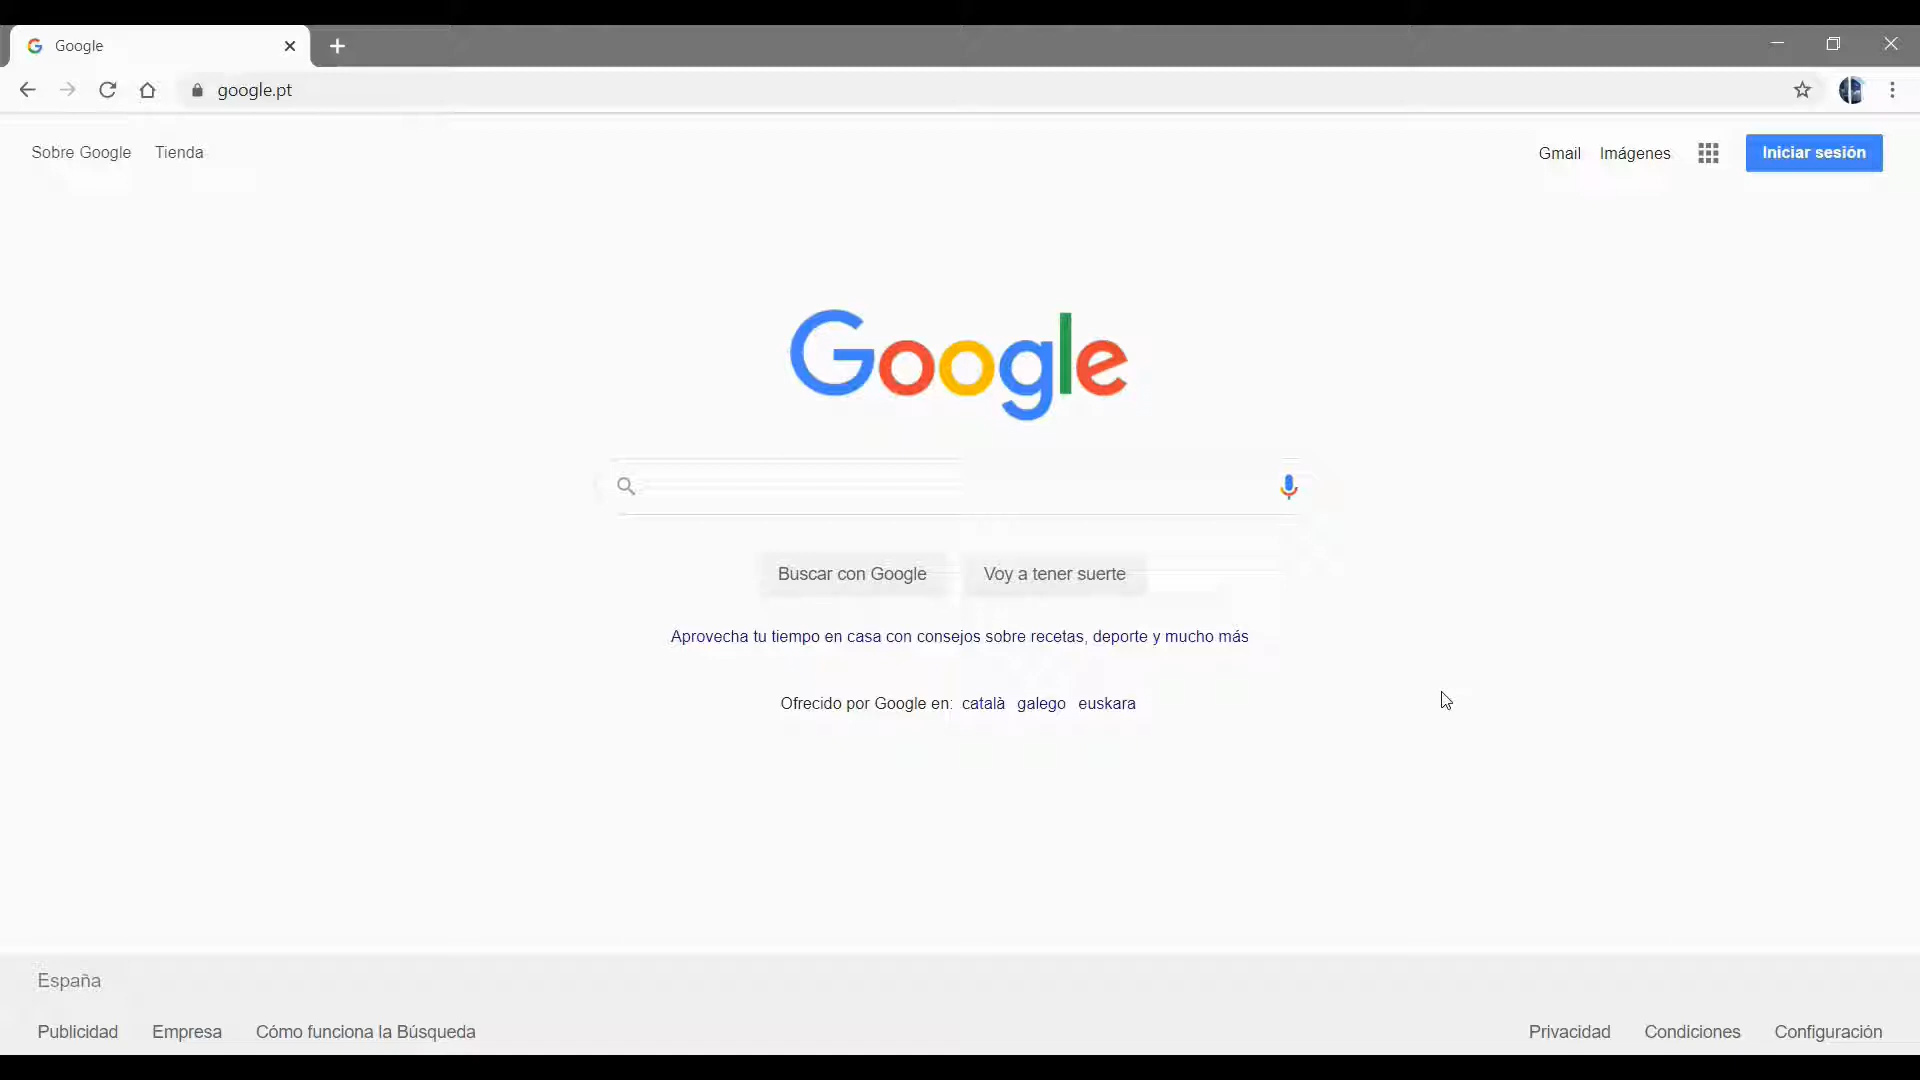 Google
google.pt
Sobre Google Tienda
Gmail Imágenes Iniciar sesión
Google
Buscar con Google Voy a tener suerte
Aprovecha tu tiempo en casa con consejos sobre recetas, deporte y mucho más
Ofrecido por Google en: català galego euskara
España
Publicidad Empresa Cómo funciona la Búsqueda
Privacidad Condiciones Configuración